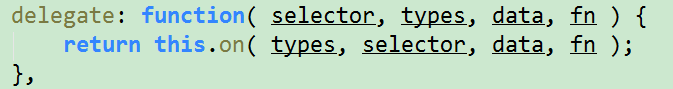 delegate: function( selector, types, data, fn ) {
    return this.on( types, selector, data, fn );
},